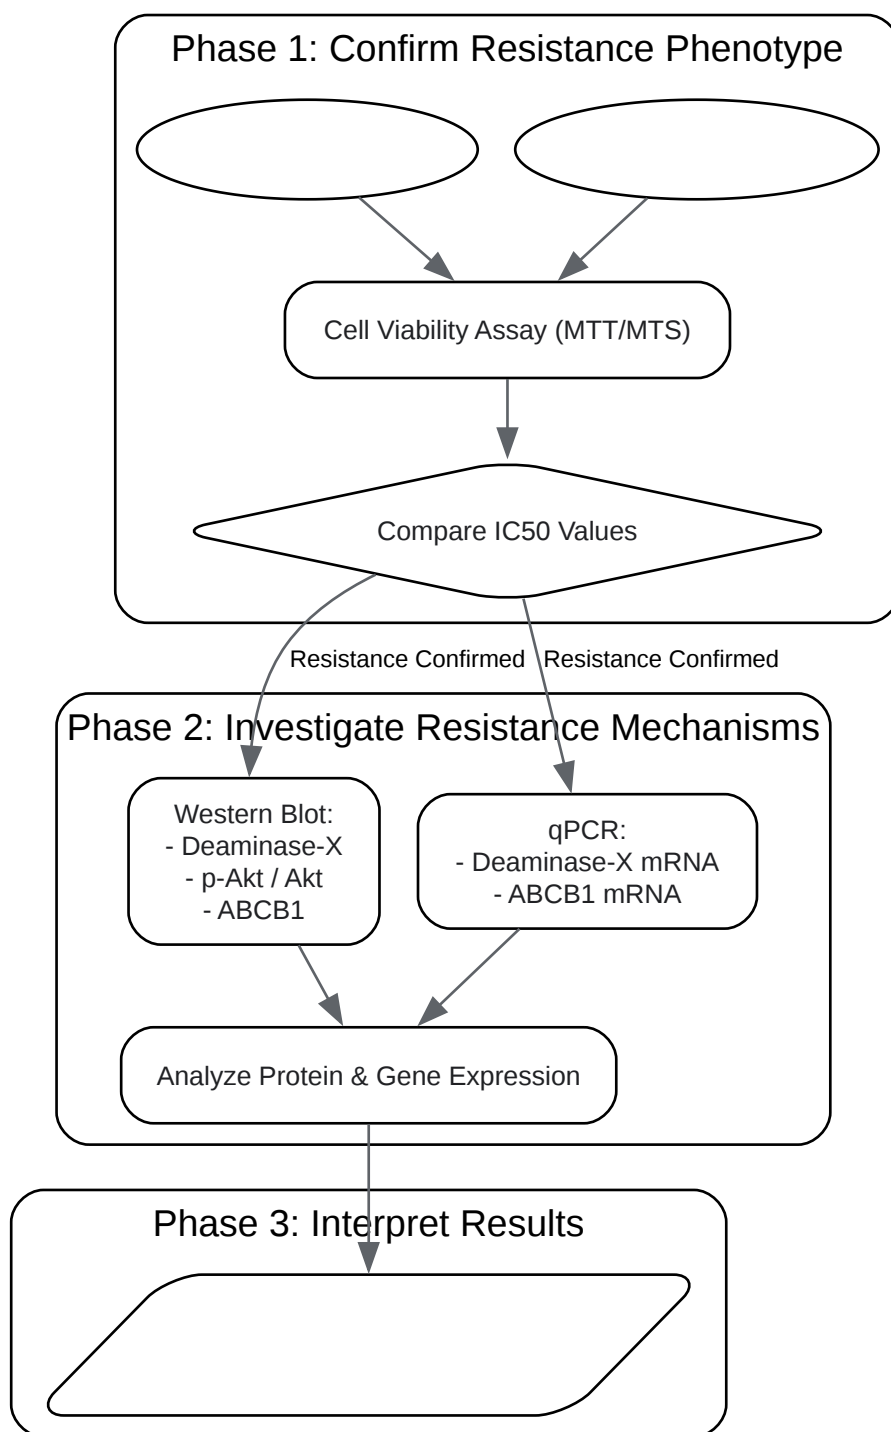 Phase 1: Confirm Resistance Phenotype
Cell Viability Assay (MTT/MTS)
Compare IC50 Values
Resistance Confirmed
Resistance Confirmed
Phase 2: Investigate Resistance Mechanisms
Western Blot:
- Deaminase-X
- p-Akt / Akt
- ABCB1
qPCR:
- Deaminase-X mRNA
- ABCB1 mRNA
Analyze Protein & Gene Expression
Phase 3: Interpret Results